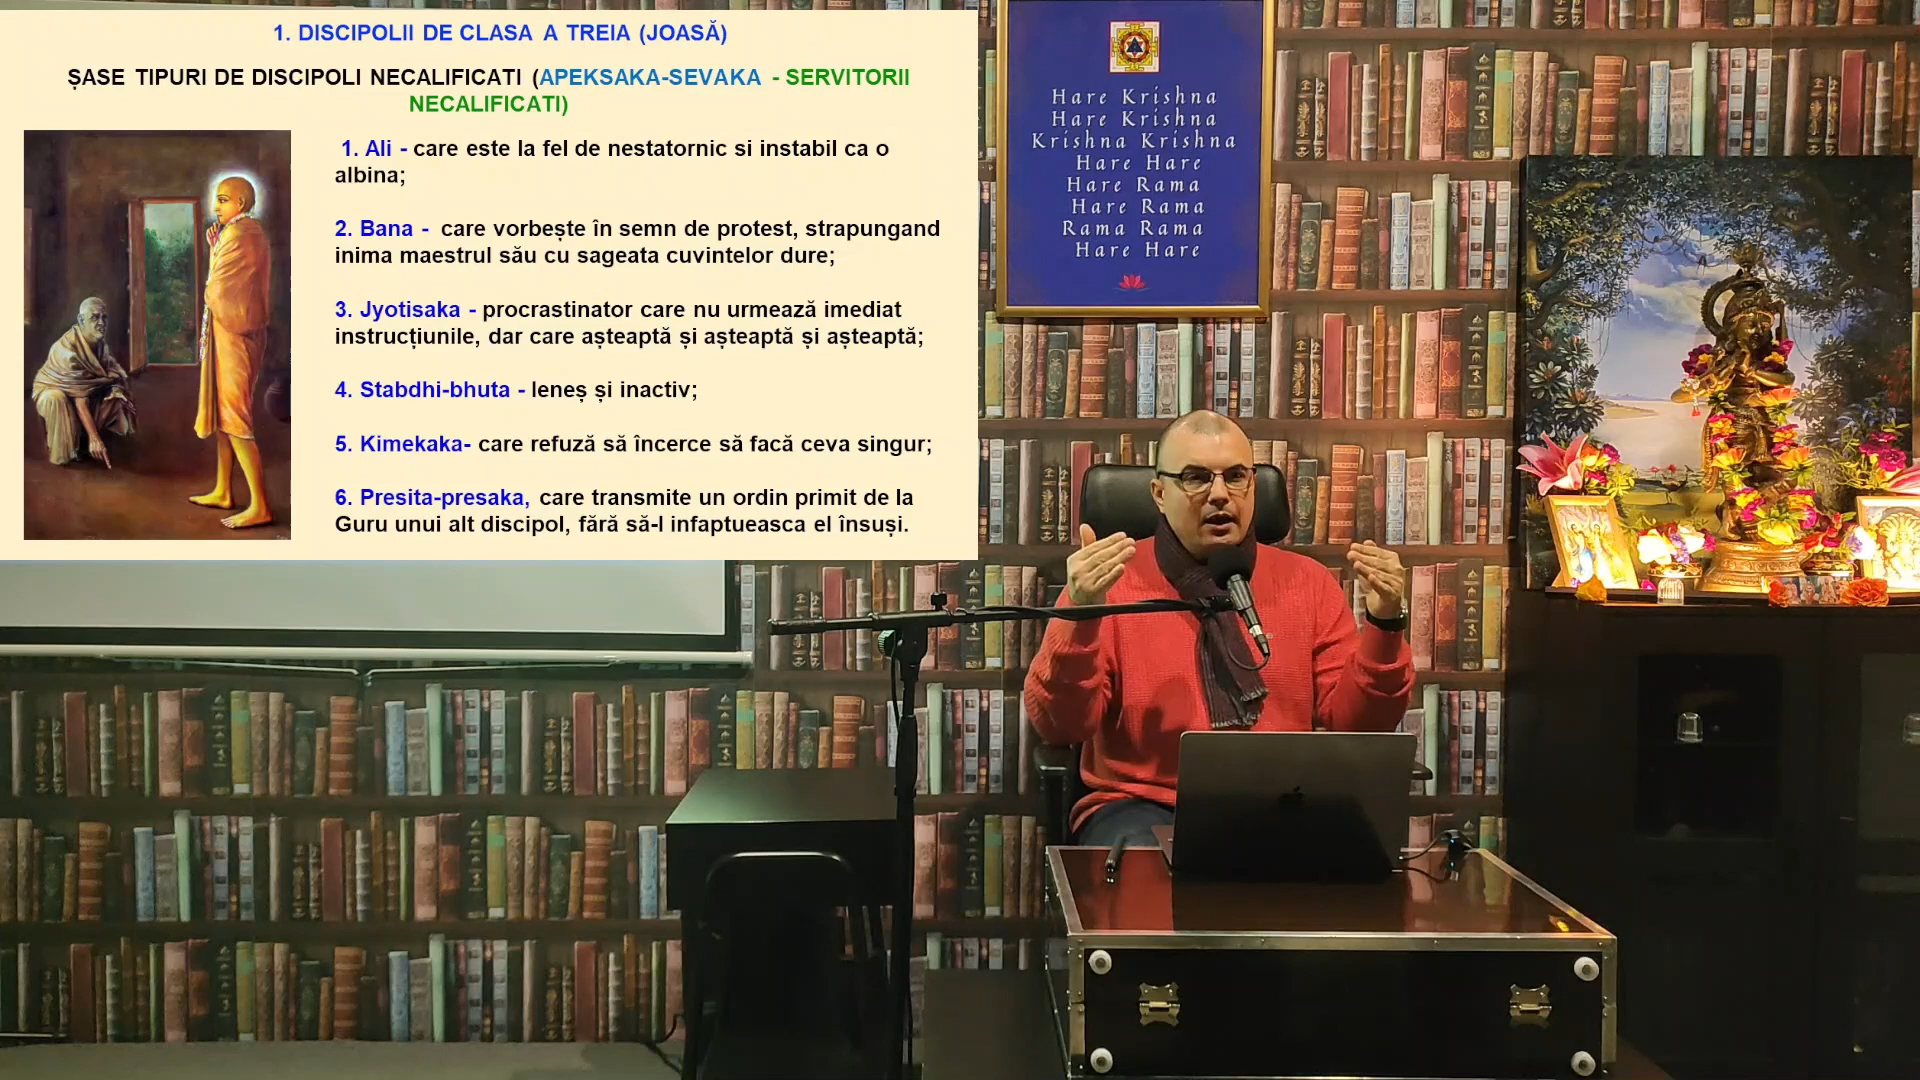 1. DISCIPOLII DE CLASA A TREIA (JOASĂ)
ȘASE TIPURI DE DISCIPOLI NECALIFICATI (APEKSAKA-SEVAKA - SERVITORII
NECALIFICATI)
1. Ali - care este la fel de nestatornic si instabil ca o
albina;
2. Bana - care vorbește în semn de protest, strapungand
inima maestrul său cu sageata cuvintelor dure;
3. Jyotisaka - procrastinator care nu urmează imediat
instrucțiunile, dar care așteaptă și așteaptă și așteaptă;
4. Stabdhi-bhuta - leneș și inactiv;
5. Kimekaka- care refuză să încerce să facă ceva singur;
6. Presita-presaka, care transmite un ordin primit de la
Guru unui alt discipol, fără să-l infaptueasca el însuși.
Hare Krishna
Hare Krishna
Krishna Krishna
Hare Hare
Hare Rama
Hare Rama
Rama Rama
Hare Hare